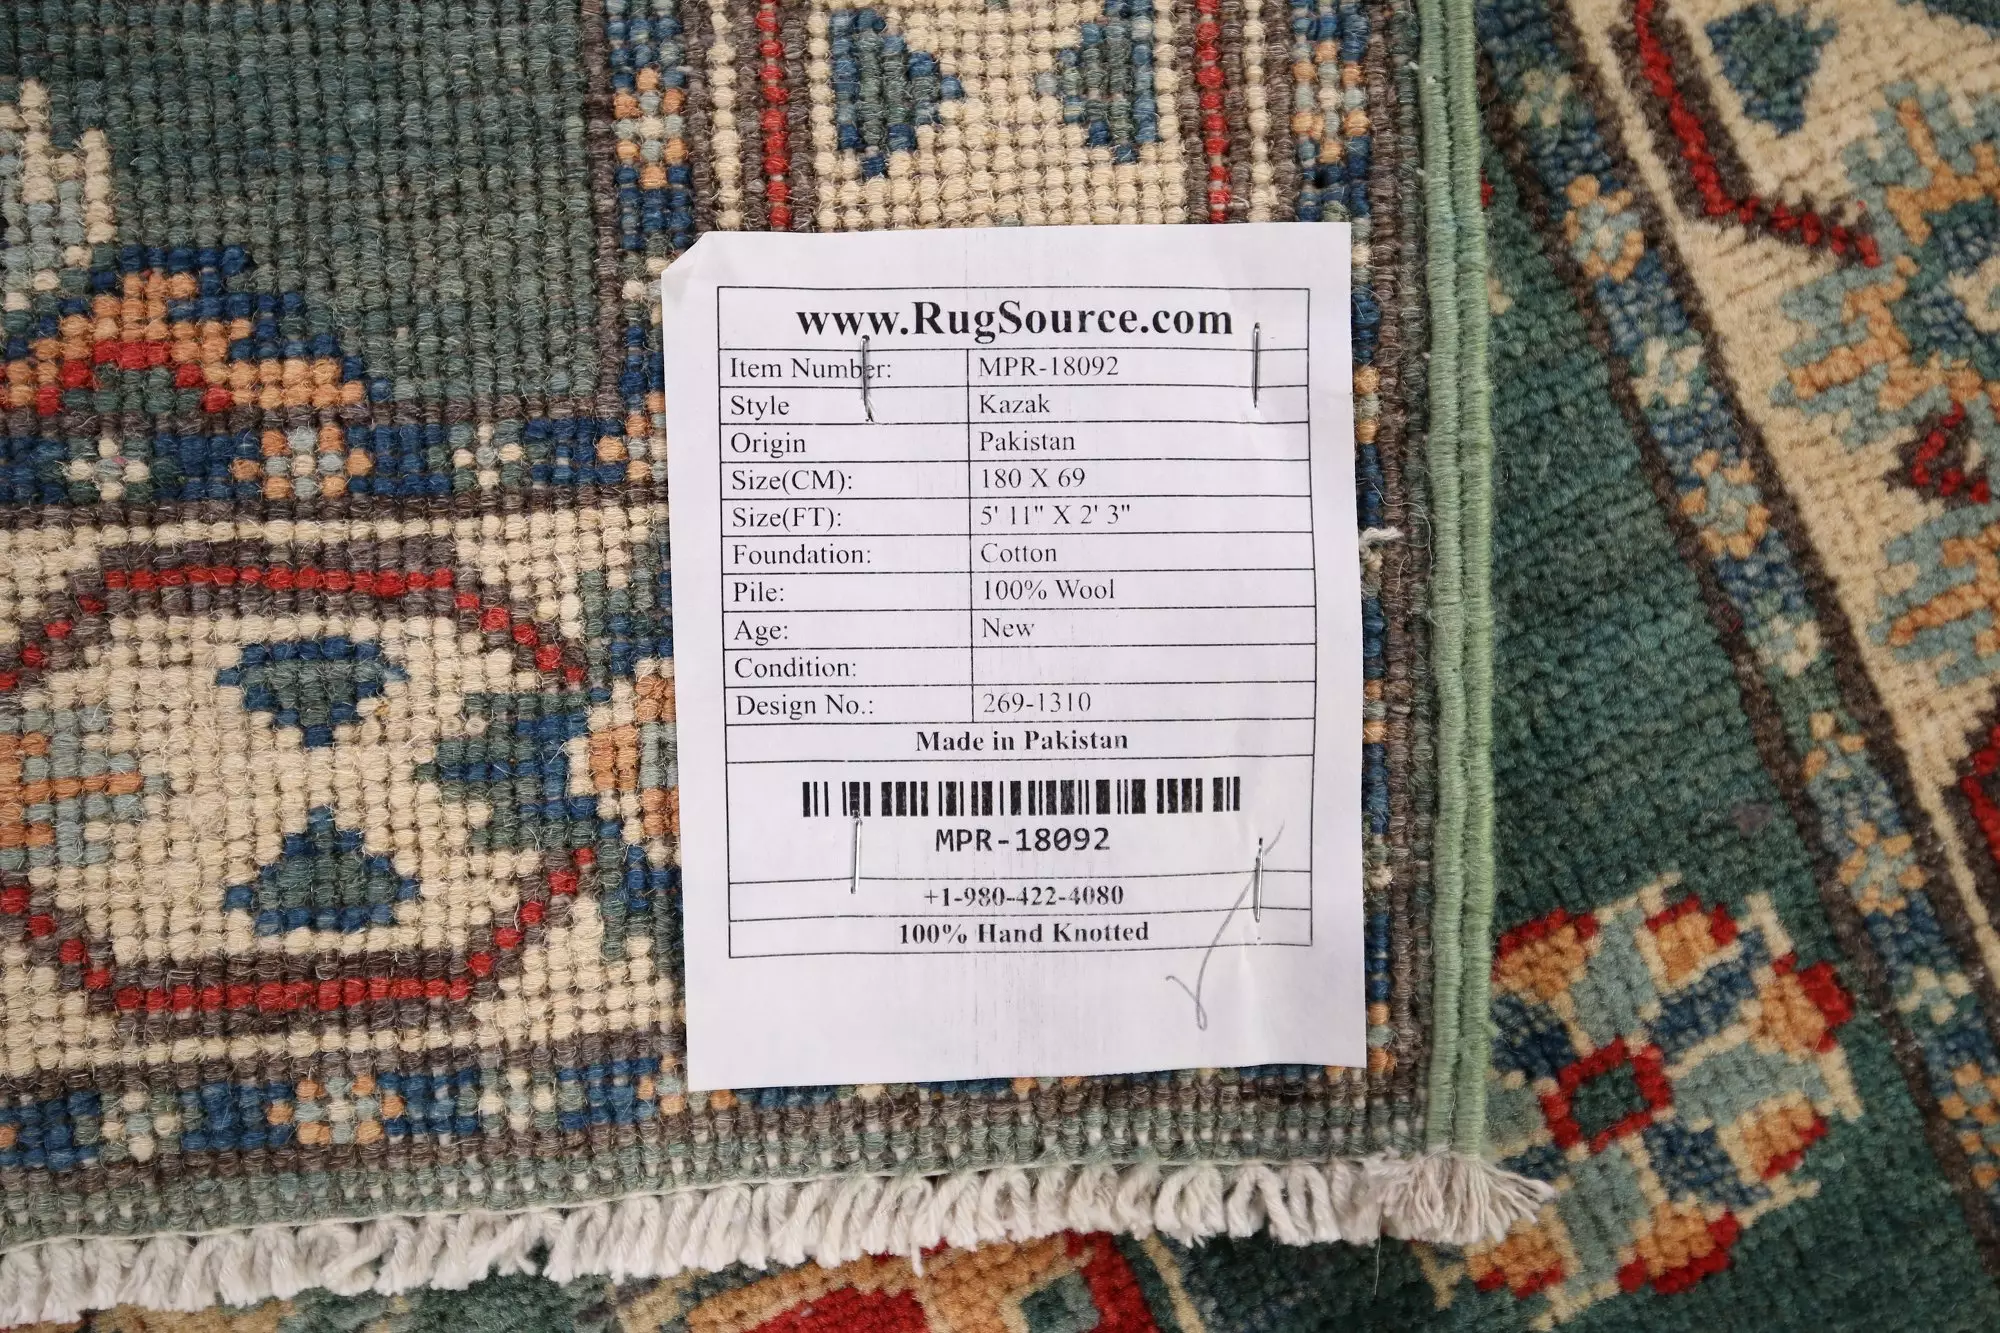 www.RugSource.com
Item Number: MPR-18092
Style Kazak
Origin Pakistan
Size(CM): 180 X 69
Size(FT): 5' 11" X 2' 3"
Foundation: Cotton
Pile: 100% Wool
Age: New
Condition:
Design No.: 269-1310
Made in Pakistan
MPR-18092
+1-980-422-4080
100% Hand Knotted